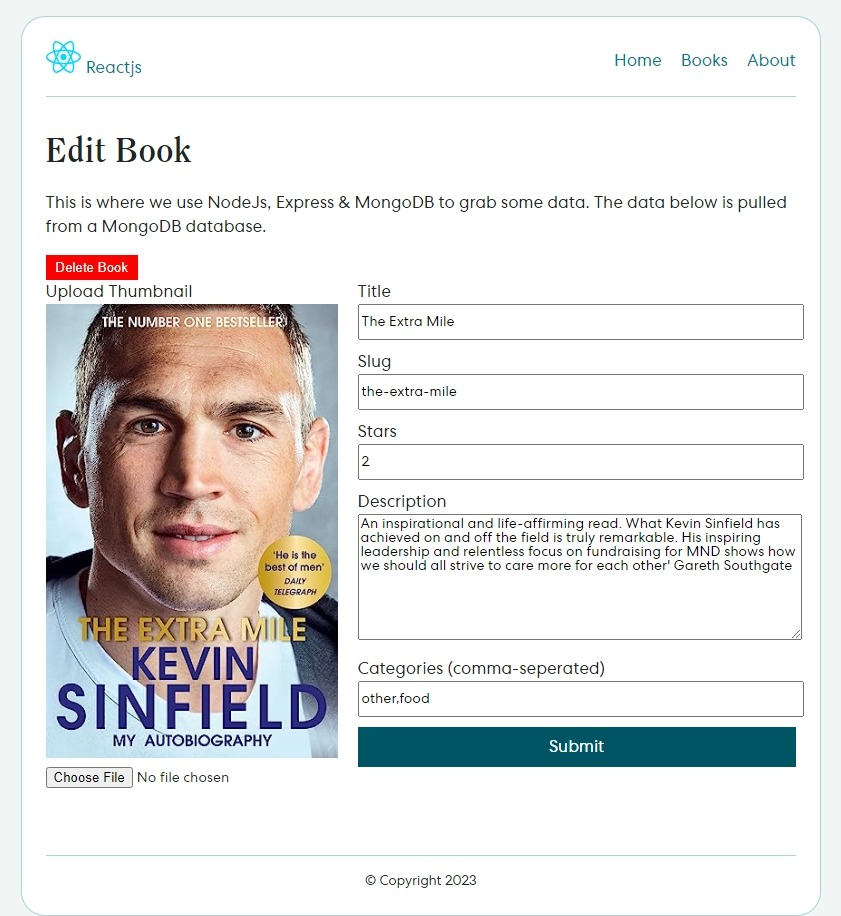 Reactjs
Home Books About
Edit Book
This is where we use NodeJs, Express & MongoDB to grab some data. The data below is pulled
from a MongoDB database.
Delete Book
Upload Thumbnail
THE NUMBER ONE BESTSELLER
'He is the
best of men'
DAILY
TELEGRAPH
THE EXTRA MILE
KEVIN
SINFIELD
MY AUTOBIOGRAPHY
Choose File No file chosen
Title
The Extra Mile
Slug
the-extra-mile
Stars
2
Description
An inspirational and life-affirming read. What Kevin Sinfield has
achieved on and off the field is truly remarkable. His inspiring
leadership and relentless focus on fundraising for MND shows how
we should all strive to care more for each other' Gareth Southgate
Categories (comma-seperated)
other,food
Submit
© Copyright 2023